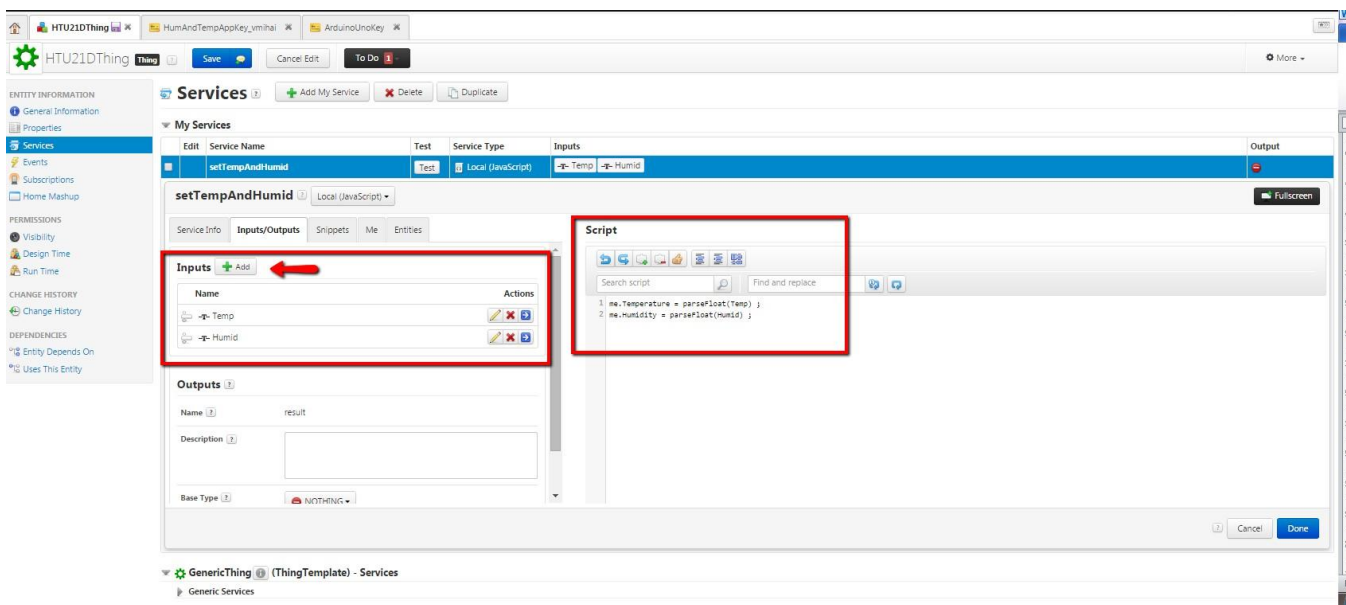 HTU21DThing HumAndTempAppKey_vmihai ArduinoUnoKey
HTU21DThing Thing ? Save Cancel Edit To Do 1 More
ENTITY INFORMATION
General Information
Properties
Services
Events
Subscriptions
Home Mashup
PERMISSIONS
Visibility
Design Time
Run Time
CHANGE HISTORY
Change History
DEPENDENCIES
Entity Depends On
Uses This Entity
Services ? Add My Service Delete Duplicate
My Services
Edit Service Name Test Service Type Inputs Output
setTempAndHumid Test Local (JavaScript) -T- Temp -T- Humid
setTempAndHumid ? Local (JavaScript) Fullscreen
Service Info Inputs/Outputs Snippets Me Entities
Inputs Add
Name Actions
-T- Temp
-T- Humid
Outputs ?
Name ? result
Description ?
Base Type ? NOTHING
Script
Search script Find and replace
1 me.Temperature = parseFloat(Temp) ;
2 me.Humidity = parseFloat(Humid) ;
? Cancel Done
GenericThing (ThingTemplate) - Services
Generic Services